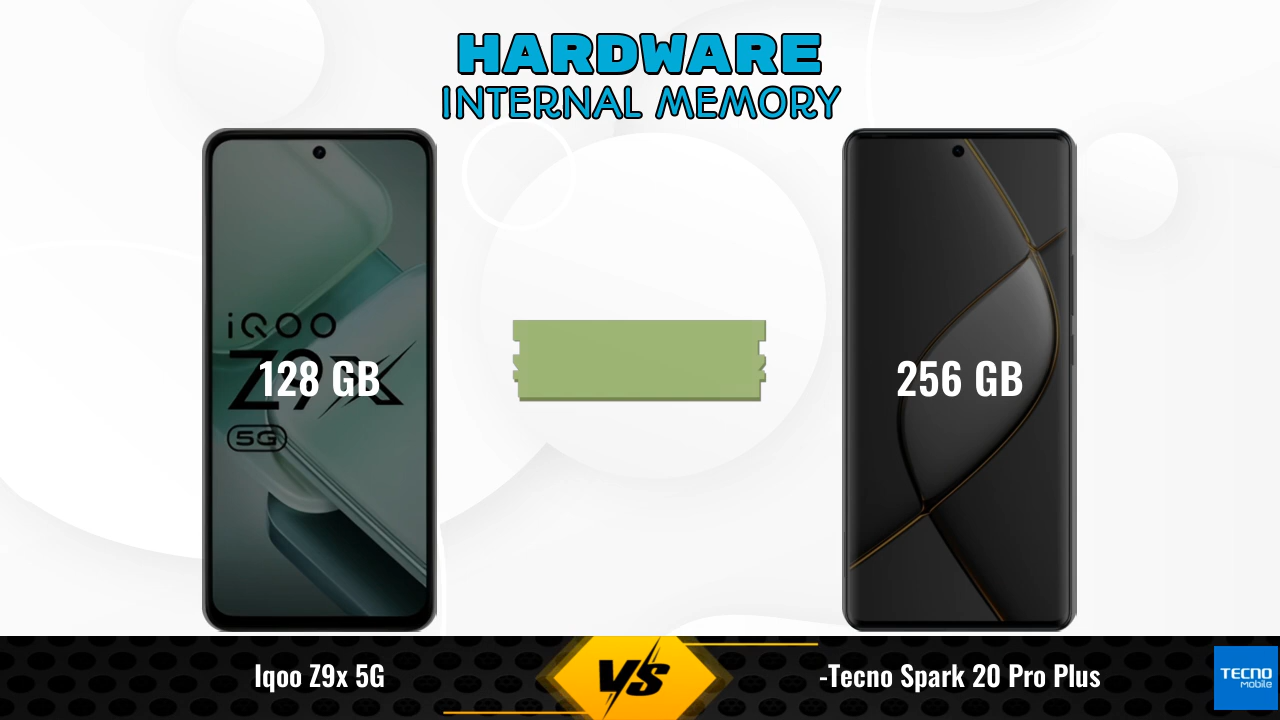 HARDWARE
INTERNAL MEMORY
iQOO
Z9X
128 GB
5G
256 GB
Iqoo Z9x 5G
VS
-Tecno Spark 20 Pro Plus
TECNO
mobile